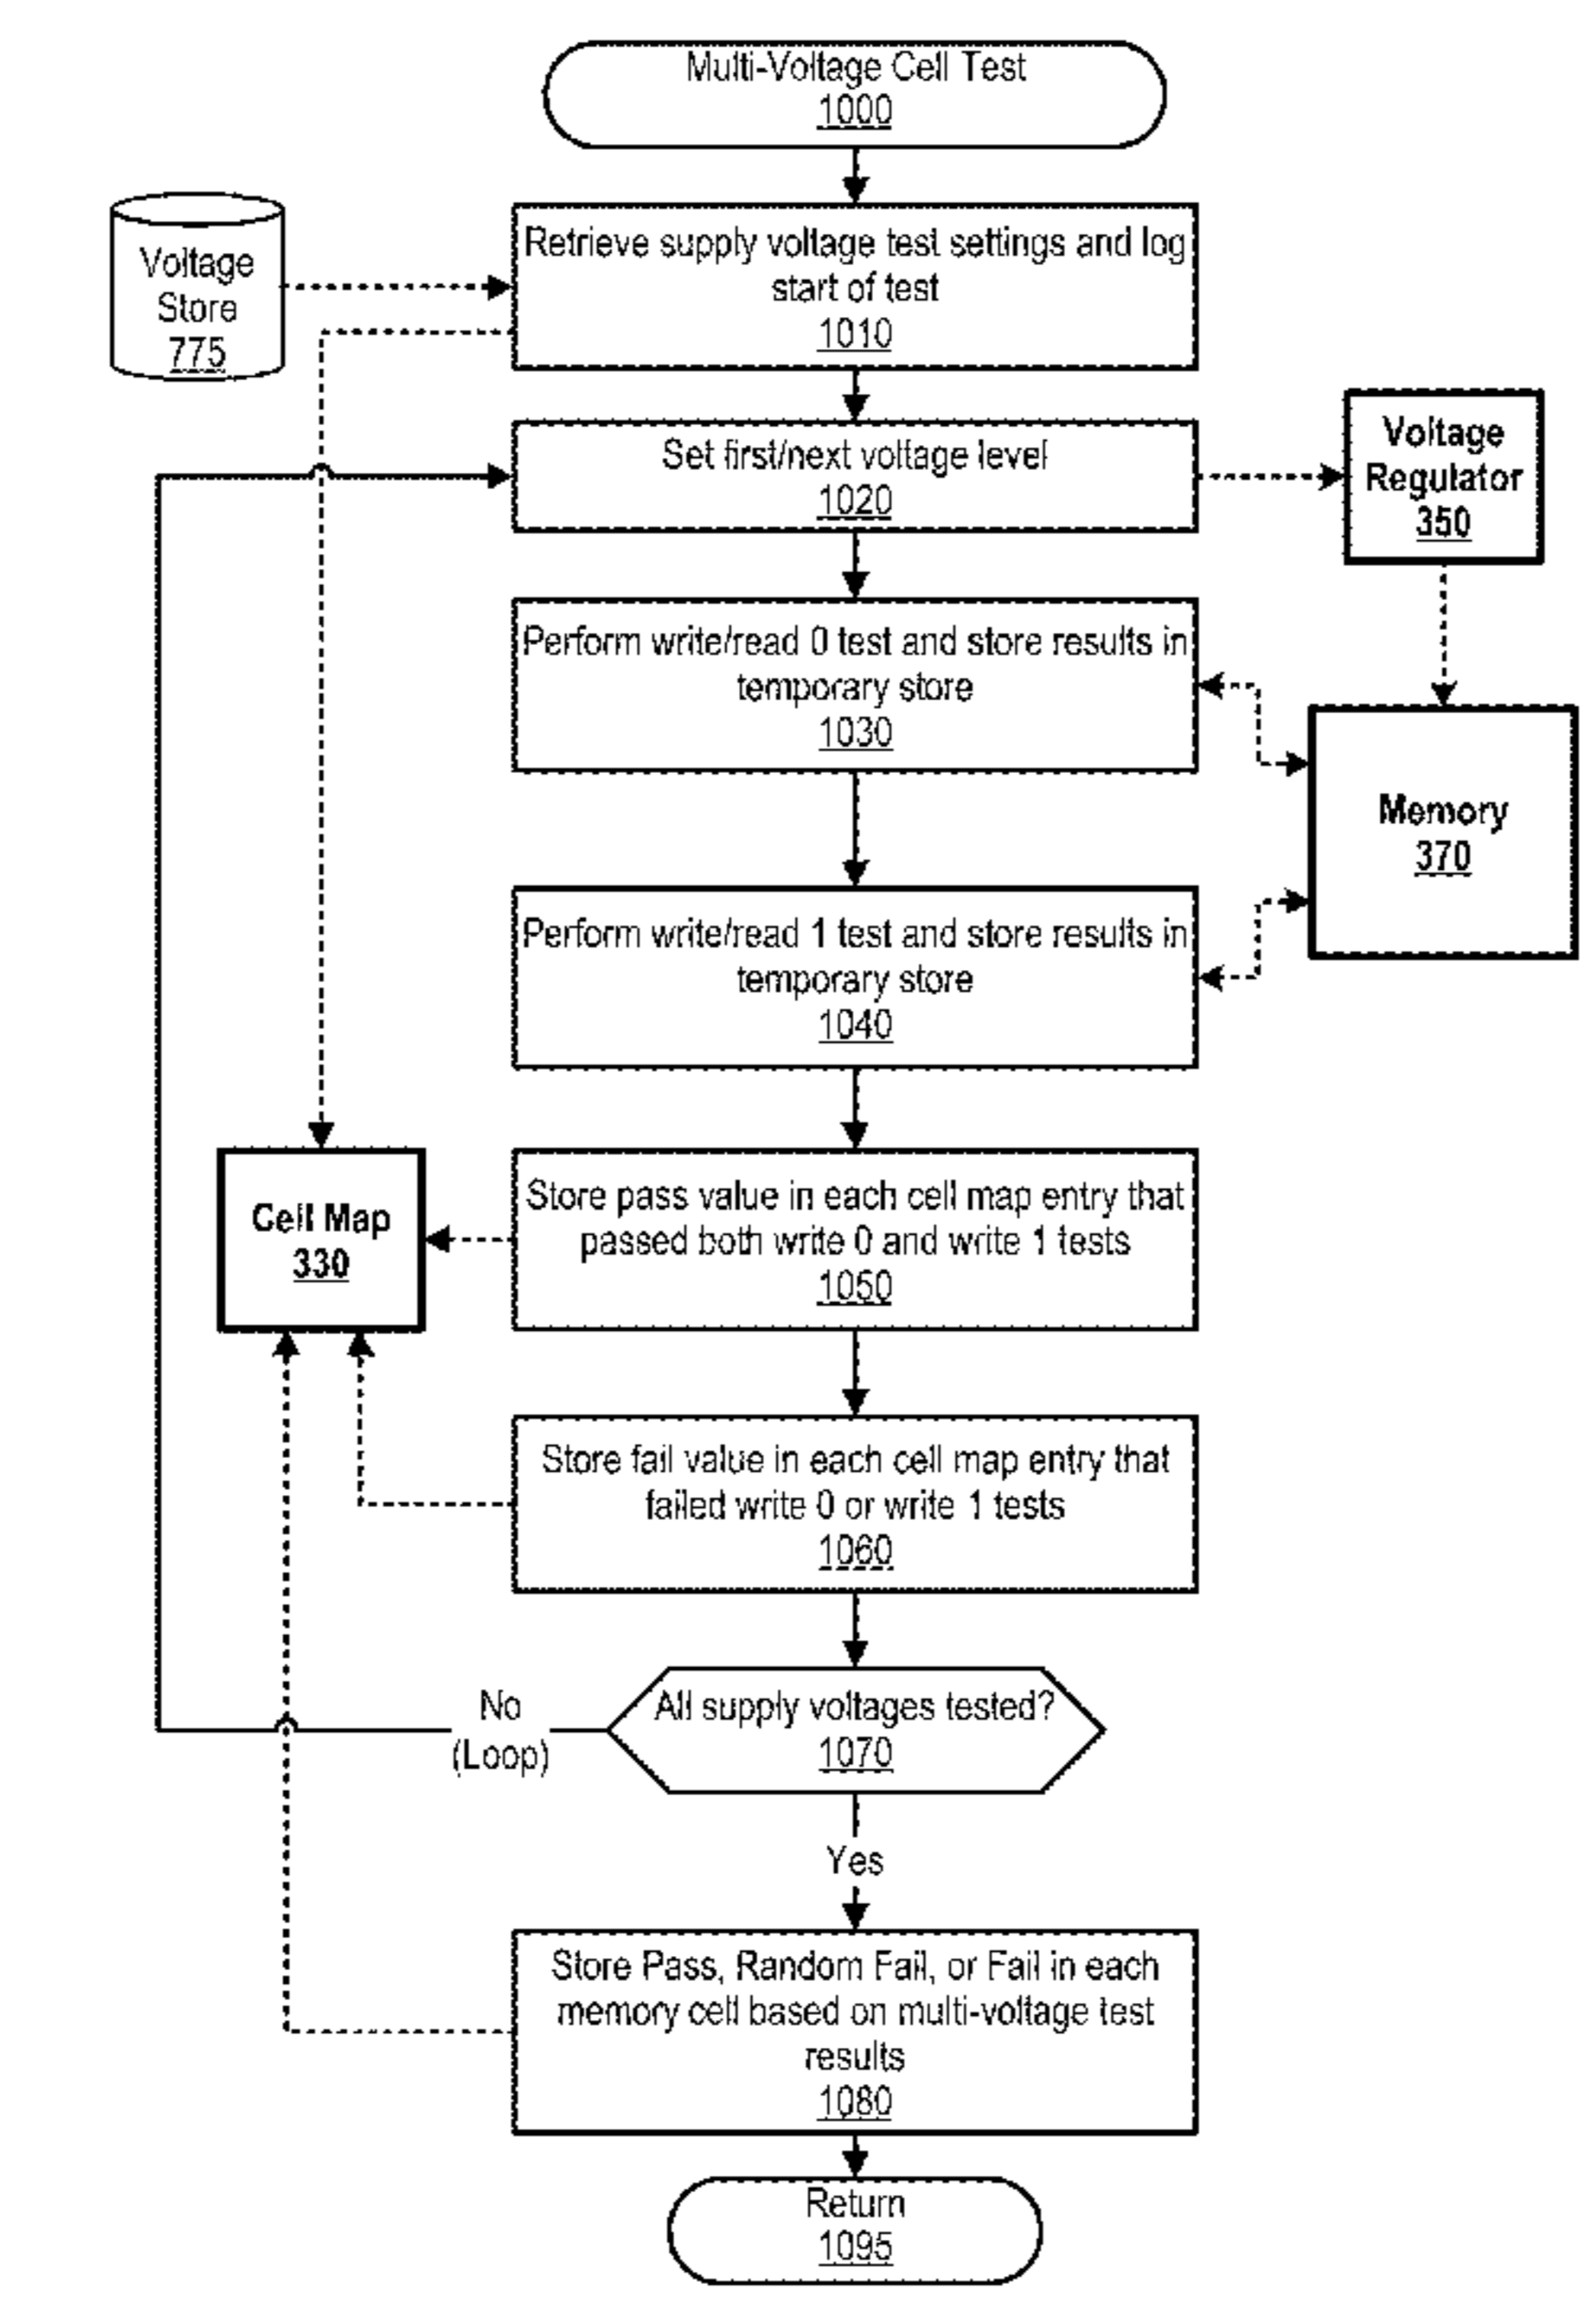 Multi-Voltage Cell Test
1000
Voltage
Store
775
Retrieve supply voltage test settings and log
start of test
1010
Set first/next voltage level
1020
Voltage
Regulator
350
Perform write/read 0 test and store results in
temporary store
1030
Memory
370
Perform write/read 1 test and store results in
temporary store
1040
Cell Map
330
Store pass value in each cell map entry that
passed both write 0 and write 1 tests
1050
Store fail value in each cell map entry that
failed write 0 or write 1 tests
1060
No
(Loop)
All supply voltages tested?
1070
Yes
Store Pass, Random Fail, or Fail in each
memory cell based on multi-voltage test
results
1080
Return
1095